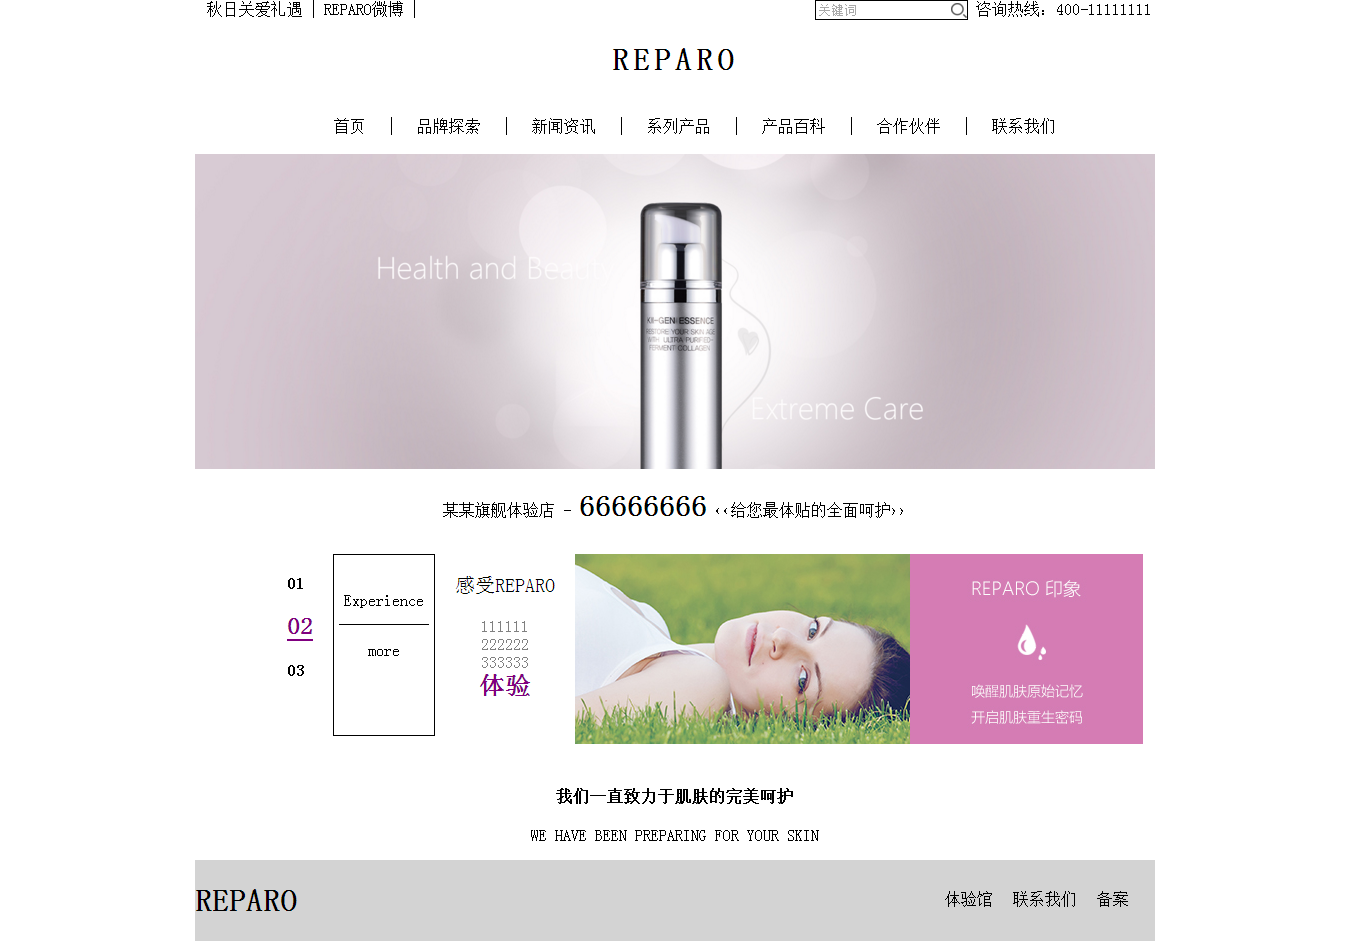 秋日关爱礼遇 | REPARO微博 |
关键词 咨询热线：400-11111111
REPARO
首页 | 品牌探索 | 新闻资讯 | 系列产品 | 产品百科 | 合作伙伴 | 联系我们
Health and Beauty
XII-GEN ESSENCE
RESTORE YOUR SKIN AGE
WITH ULTRA-PURIFED-
FERMENT COLLAGEN
Extreme Care
某某旗舰体验店 - 66666666 ‹‹给您最体贴的全面呵护››
01
02
03
Experience
more
感受REPARO
111111
222222
333333
体验
REPARO 印象
唤醒肌肤原始记忆
开启肌肤重生密码
我们一直致力于肌肤的完美呵护
WE HAVE BEEN PREPARING FOR YOUR SKIN
REPARO
体验馆 联系我们 备案